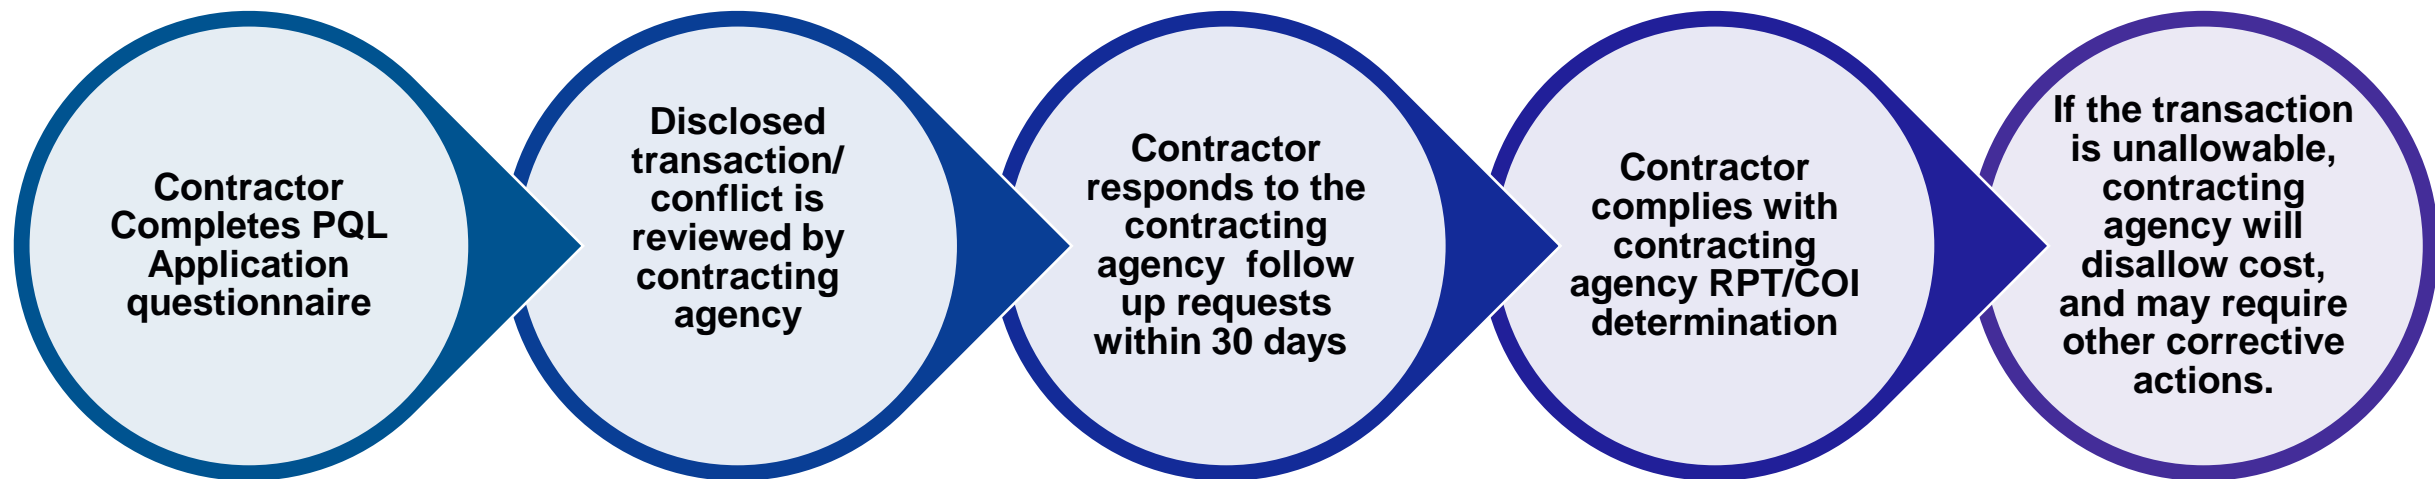 Contractor
Completes PQL
Application
questionnaire
Disclosed
transaction/
conflict is
reviewed by
contracting
agency
Contractor
responds to the
contracting
agency  follow
up requests
within 30 days
Contractor
complies with
contracting
agency RPT/COI
determination
If the transaction
is unallowable,
contracting
agency will
disallow cost,
and may require
other corrective
actions.